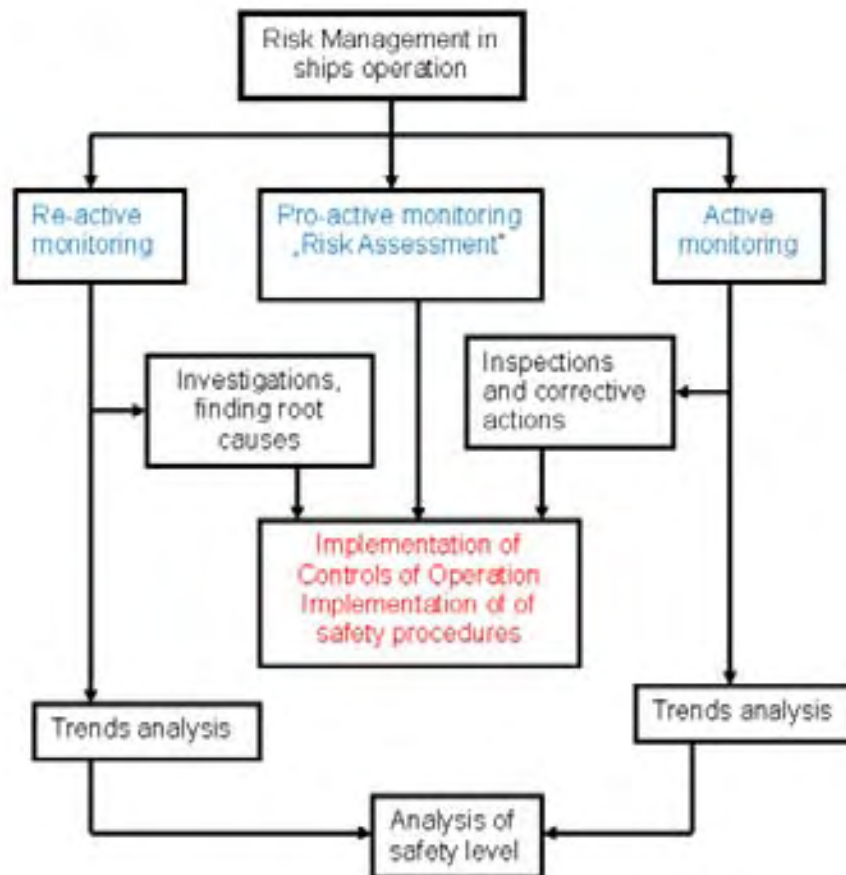 Risk Management in
ships operation
Re-active
monitoring
Pro-active monitoring
„Risk Assessment"
Active
monitoring
Investigations,
finding root
causes
Inspections
and corrective
actions
Implementation of
Controls of Operation
Implementation of of
safety procedures
Trends analysis
Trends analysis
Analysis of
safety level